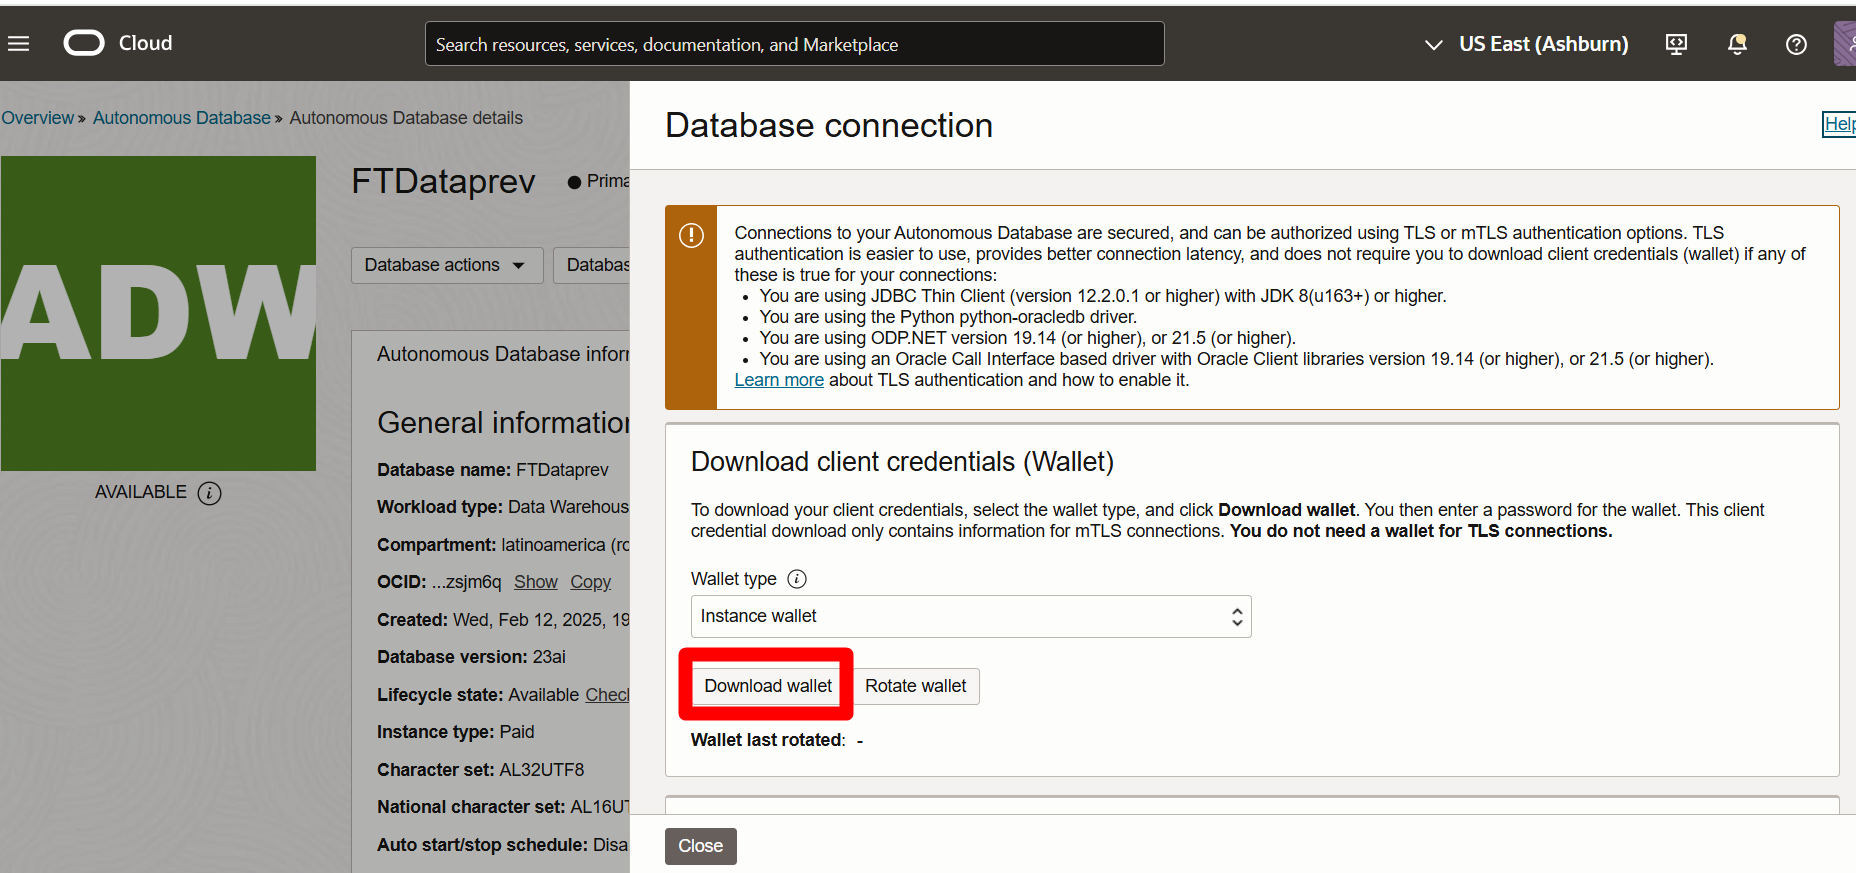 Cloud
Search resources, services, documentation, and Marketplace
US East (Ashburn)
Overview » Autonomous Database » Autonomous Database details
ADW
AVAILABLE
FTDataprev
Prima
Database actions
Databas
Autonomous Database inforr
General information
Database name: FTDataprev
Workload type: Data Warehous
Compartment: latinoamerica (ro
OCID: ...zsjm6q Show Copy
Created: Wed, Feb 12, 2025, 19
Database version: 23ai
Lifecycle state: Available Check
Instance type: Paid
Character set: AL32UTF8
National character set: AL16UT
Auto start/stop schedule: Disa
Database connection
Help
Connections to your Autonomous Database are secured, and can be authorized using TLS or mTLS authentication options. TLS
authentication is easier to use, provides better connection latency, and does not require you to download client credentials (wallet) if any of
these is true for your connections:
• You are using JDBC Thin Client (version 12.2.0.1 or higher) with JDK 8(u163+) or higher.
• You are using the Python python-oracledb driver.
• You are using ODP.NET version 19.14 (or higher), or 21.5 (or higher).
• You are using an Oracle Call Interface based driver with Oracle Client libraries version 19.14 (or higher), or 21.5 (or higher).
Learn more about TLS authentication and how to enable it.
Download client credentials (Wallet)
To download your client credentials, select the wallet type, and click Download wallet. You then enter a password for the wallet. This client
credential download only contains information for mTLS connections. You do not need a wallet for TLS connections.
Wallet type
Instance wallet
Download wallet
Rotate wallet
Wallet last rotated: -
Close